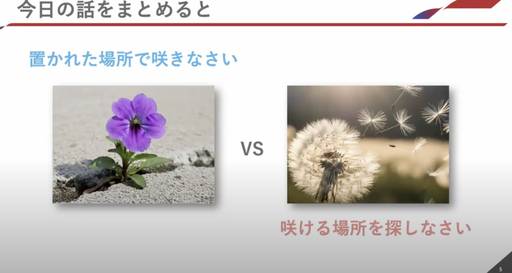 今日の話をまとめると
置かれた場所で咲きなさい
VS
咲ける場所を探しなさい